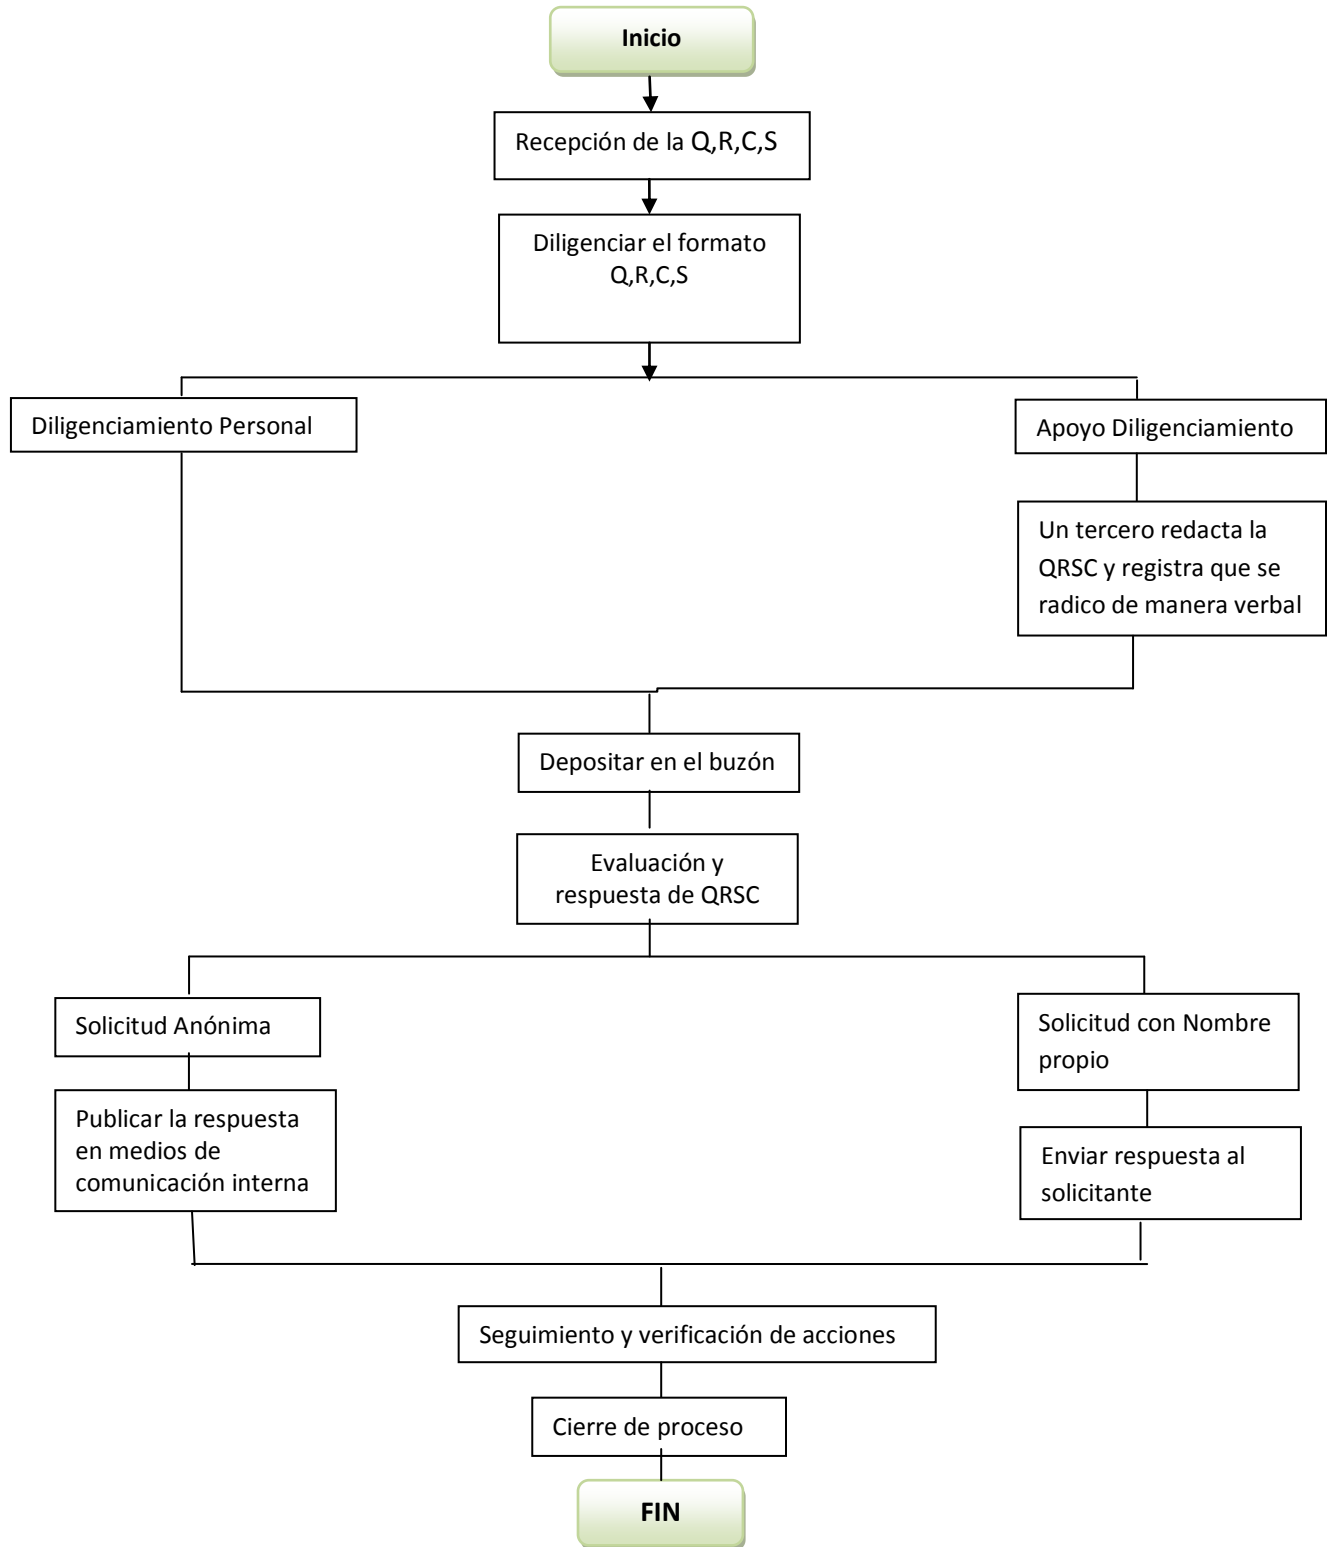 Inicio
Recepción de la Q,R,C,S
Diligenciar el formato
Q,R,C,S
Diligenciamiento Personal
Apoyo Diligenciamiento
Un tercero redacta la
QRSC y registra que se
radico de manera verbal
Depositar en el buzón
Evaluación y
respuesta de QRSC
Solicitud Anónima
Solicitud con Nombre
propio
Publicar la respuesta
en medios de
comunicación interna
Enviar respuesta al
solicitante
Seguimiento y verificación de acciones
Cierre de proceso
FIN